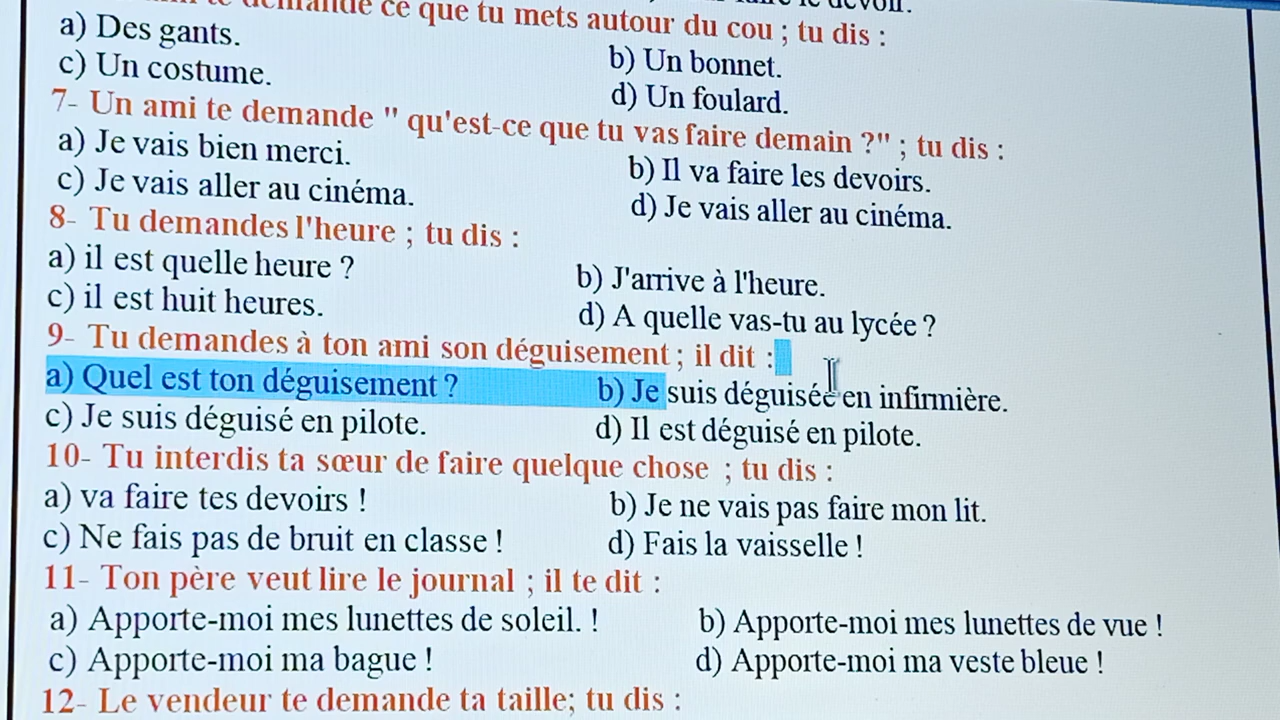 ce que tu mets autour du cou ; tu dis :
a) Des gants. b) Un bonnet.
c) Un costume. d) Un foulard.
7- Un ami te demande " qu'est-ce que tu vas faire demain ?" ; tu dis :
a) Je vais bien merci. b) Il va faire les devoirs.
c) Je vais aller au cinéma. d) Je vais aller au cinéma.
8- Tu demandes l'heure ; tu dis :
a) il est quelle heure ? b) J'arrive à l'heure.
c) il est huit heures. d) A quelle vas-tu au lycée ?
9- Tu demandes à ton ami son déguisement ; il dit :
a) Quel est ton déguisement ? b) Je suis déguisée en infirmière.
c) Je suis déguisé en pilote. d) Il est déguisé en pilote.
10- Tu interdis ta sœur de faire quelque chose ; tu dis :
a) va faire tes devoirs ! b) Je ne vais pas faire mon lit.
c) Ne fais pas de bruit en classe ! d) Fais la vaisselle !
11- Ton père veut lire le journal ; il te dit :
a) Apporte-moi mes lunettes de soleil. ! b) Apporte-moi mes lunettes de vue !
c) Apporte-moi ma bague ! d) Apporte-moi ma veste bleue !
12- Le vendeur te demande ta taille; tu dis :